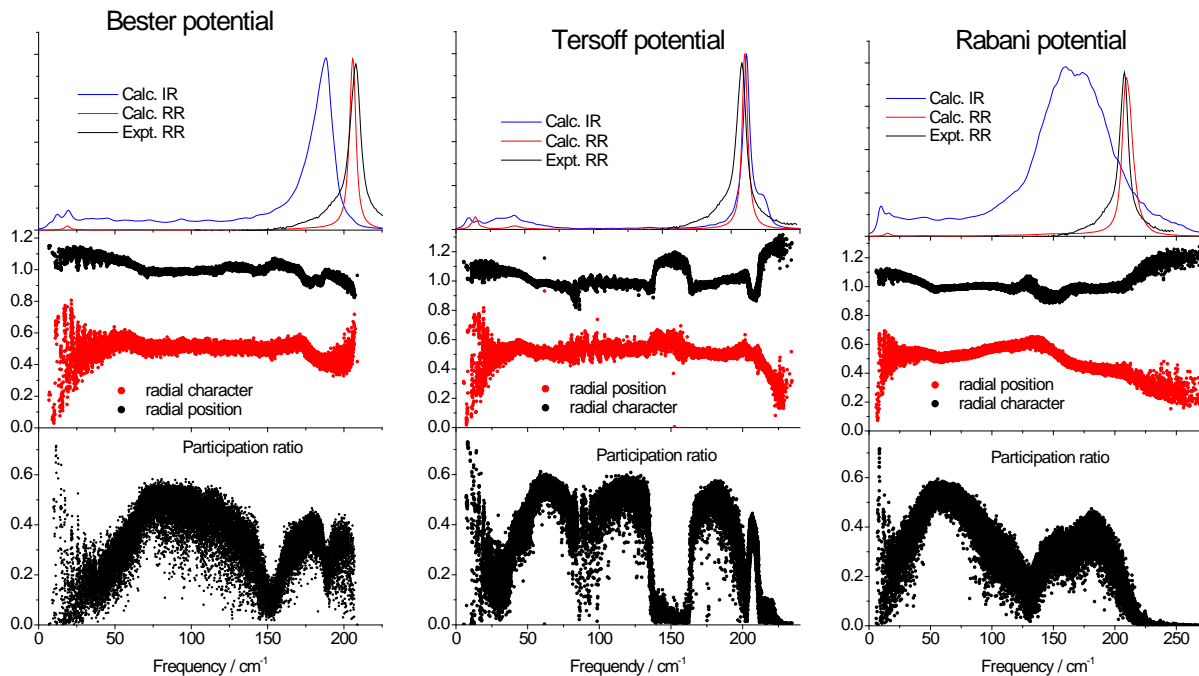 Bester potential
Calc. IR
Calc. RR
Expt. RR
1.2
1.0
0.8
0.6
0.4
0.2
0.0
radial character
radial position
Participation ratio
0.6
0.4
0.2
0.0
0 50 100 150 200
Frequency / cm-1
Tersoff potential
Calc. IR
Calc. RR
Expt. RR
1.2
1.0
0.8
0.6
0.4
0.2
0.0
radial position
radial character
Participation ratio
0.6
0.4
0.2
0.0
0 50 100 150 200
Frequendy / cm-1
Rabani potential
Calc. IR
Calc. RR
Expt. RR
1.2
1.0
0.8
0.6
0.4
0.2
0.0
radial position
radial character
Participation ratio
0.6
0.4
0.2
0.0
0 50 100 150 200 250
Frequency / cm-1